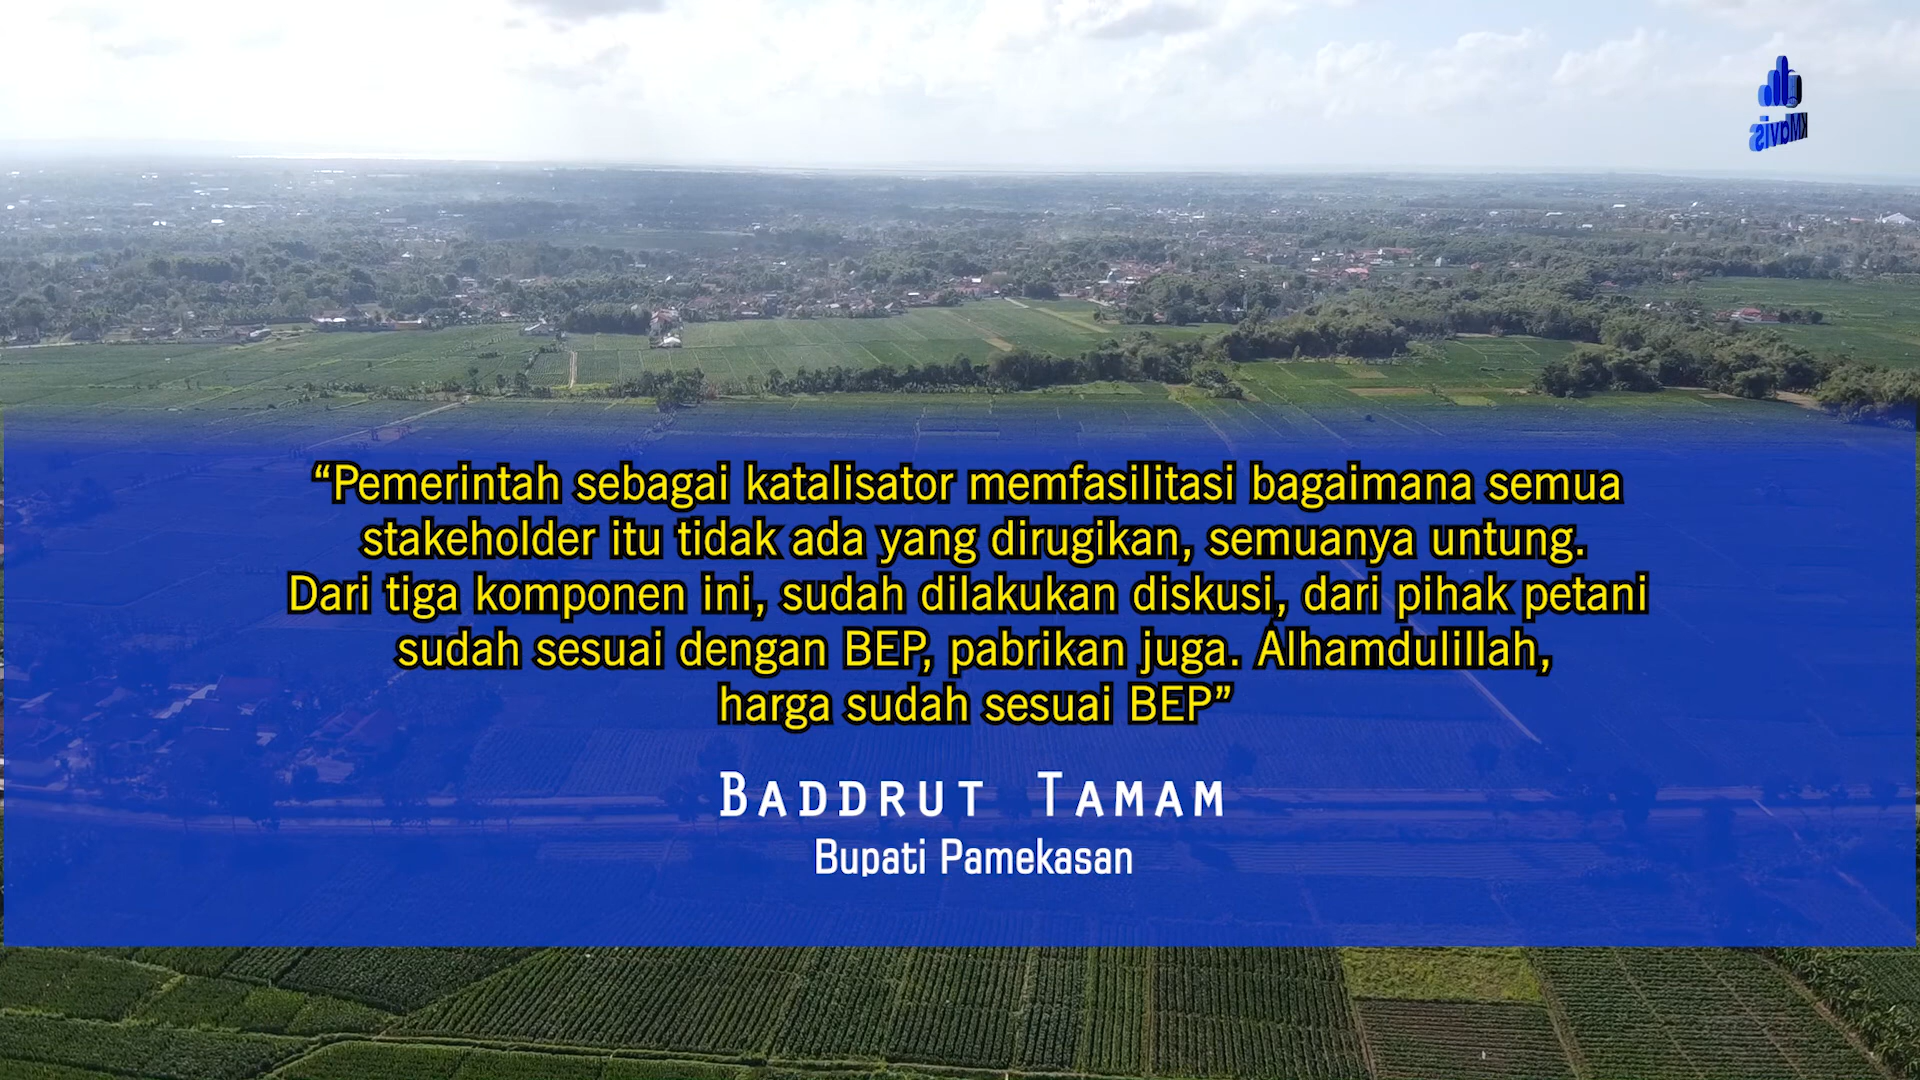 KMavis
“Pemerintah sebagai katalisator memfasilitasi bagaimana semua
stakeholder itu tidak ada yang dirugikan, semuanya untung.
Dari tiga komponen ini, sudah dilakukan diskusi, dari pihak petani
sudah sesuai dengan BEP, pabrikan juga. Alhamdulillah,
harga sudah sesuai BEP”
BADDRUT TAMAM
Bupati Pamekasan